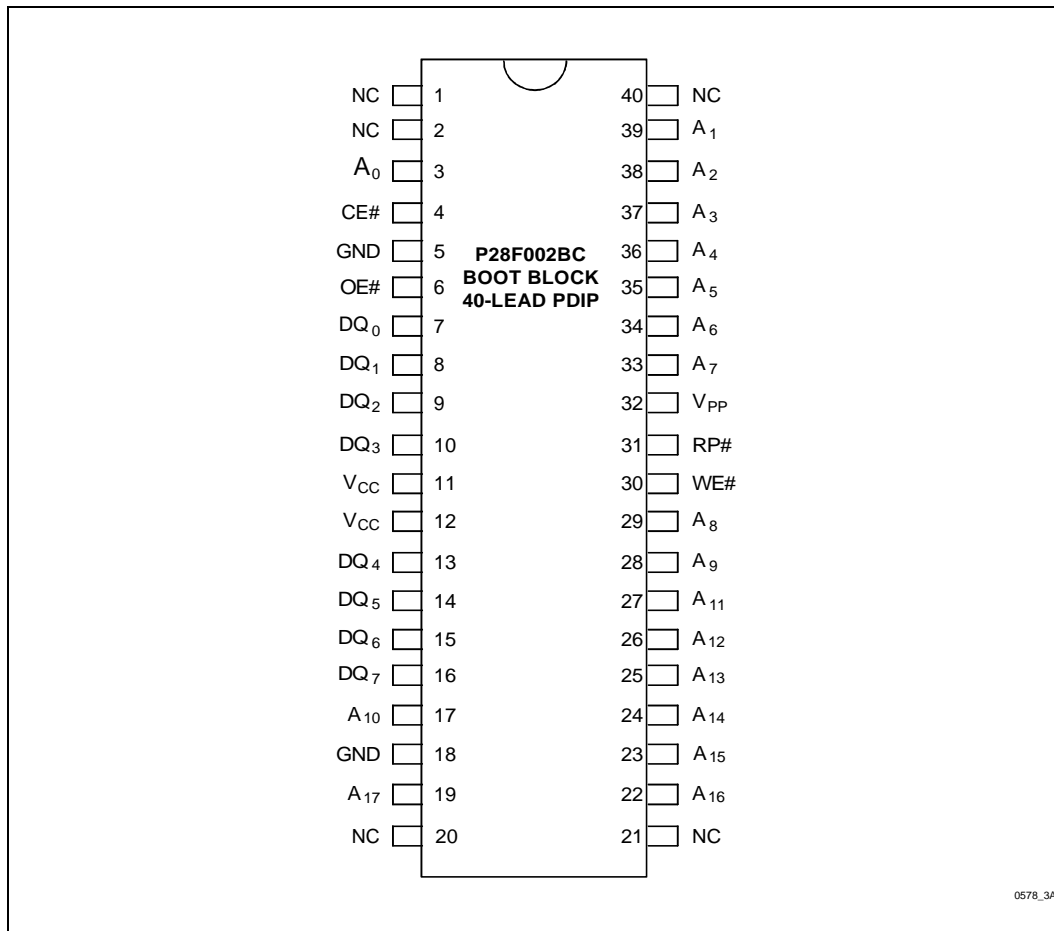 NC 1 40 NC
NC 2 39 A1
A0 3 38 A2
CE# 4 37 A3
GND 5 36 A4
P28F002BC
BOOT BLOCK
40-LEAD PDIP
OE# 6 35 A5
DQ0 7 34 A6
DQ1 8 33 A7
DQ2 9 32 VPP
DQ3 10 31 RP#
VCC 11 30 WE#
VCC 12 29 A8
DQ4 13 28 A9
DQ5 14 27 A11
DQ6 15 26 A12
DQ7 16 25 A13
A10 17 24 A14
GND 18 23 A15
A17 19 22 A16
NC 20 21 NC
0578_3A